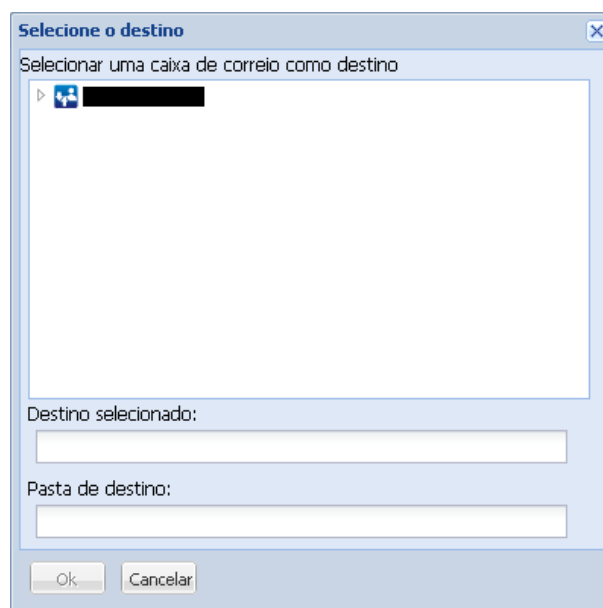 Selecione o destino
Selecionar uma caixa de correio como destino
Destino selecionado:
Pasta de destino:
Ok
Cancelar